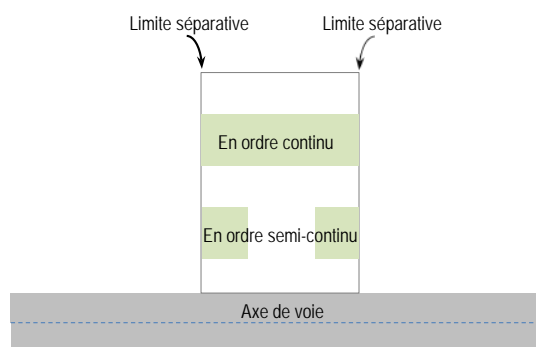 Limite séparative
Limite séparative
En ordre continu
En ordre semi-continu
Axe de voie